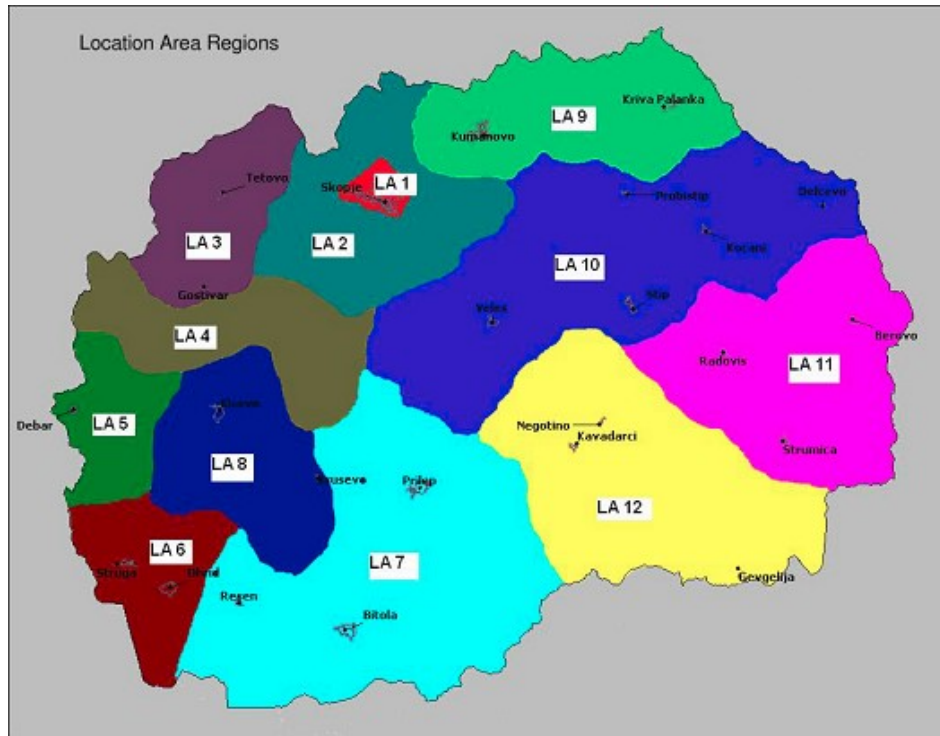 Location Area Regions
Kriva Palanka
LA 9
Kumanovo
Tetovo
Skopje
LA 1
Probistip
Delcevo
LA 3
LA 2
Kocani
LA 10
Gostivar
Stip
Veles
LA 4
Berovo
Radovis
LA 11
Debar
LA 5
Negotino
Kavadarci
Strumica
LA 8
Prilep
LA 12
LA 6
Struga
Ohrid
LA 7
Gevgelija
Resen
Bitola